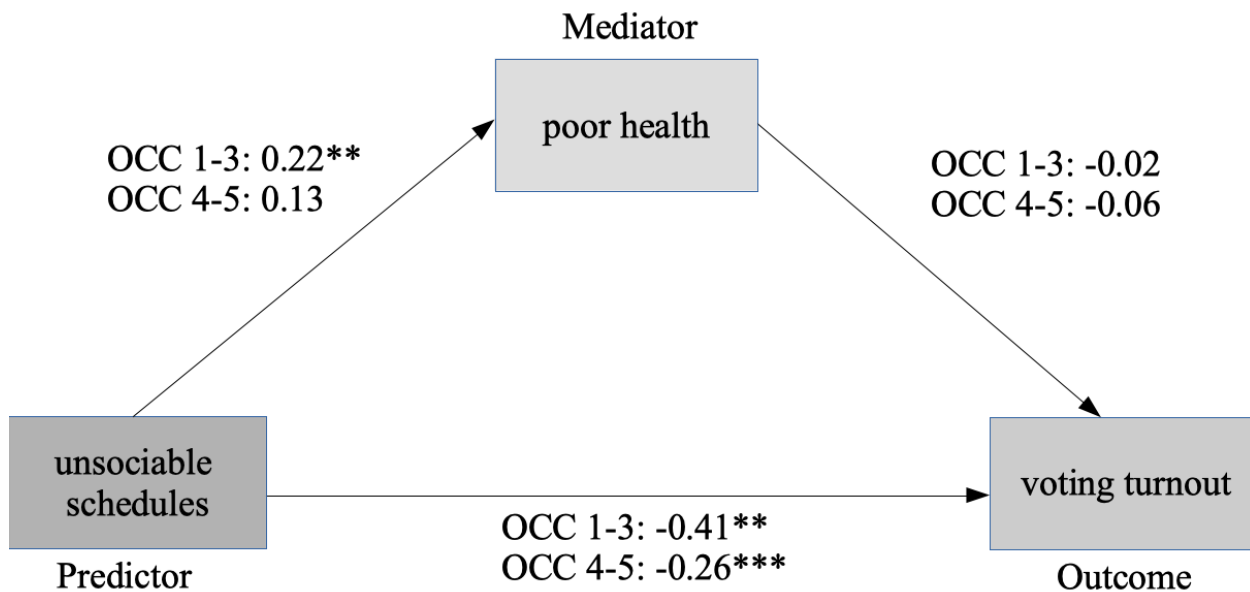 Mediator
poor health
OCC 1-3: 0.22**
OCC 4-5: 0.13
OCC 1-3: -0.02
OCC 4-5: -0.06
unsociable
schedules
voting turnout
OCC 1-3: -0.41**
OCC 4-5: -0.26***
Predictor
Outcome